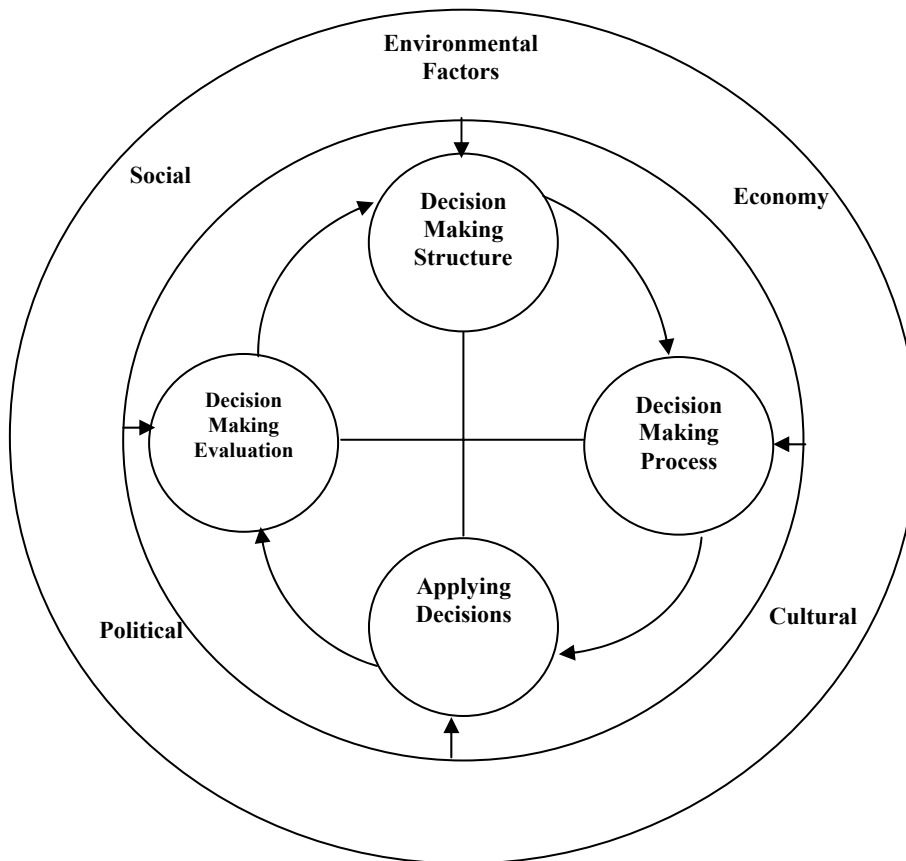 Environmental
Factors
Social
Economy
Decision
Making
Structure
Decision
Making
Evaluation
Decision
Making
Process
Applying
Decisions
Political
Cultural